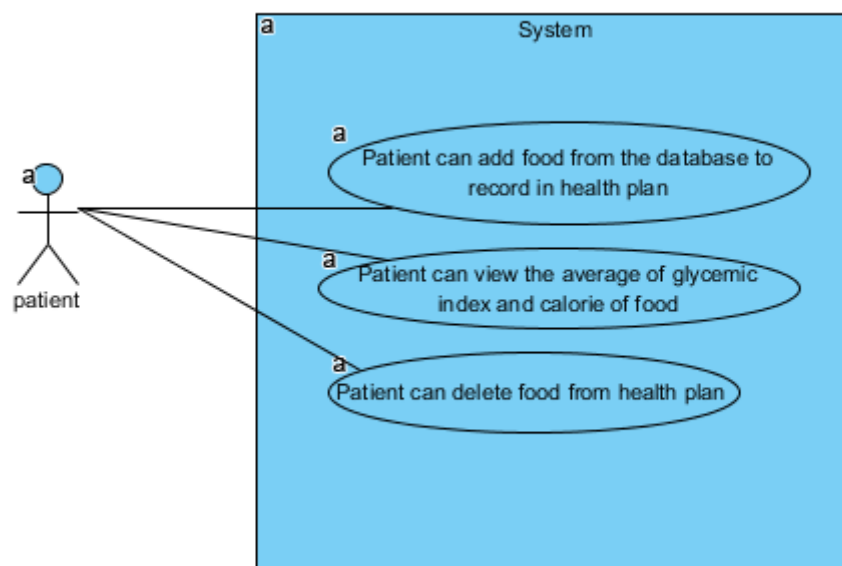 a
System
a
Patient can add food from the database to
record in health plan
a
patient
a
Patient can view the average of glycemic
index and calorie of food
a
Patient can delete food from health plan